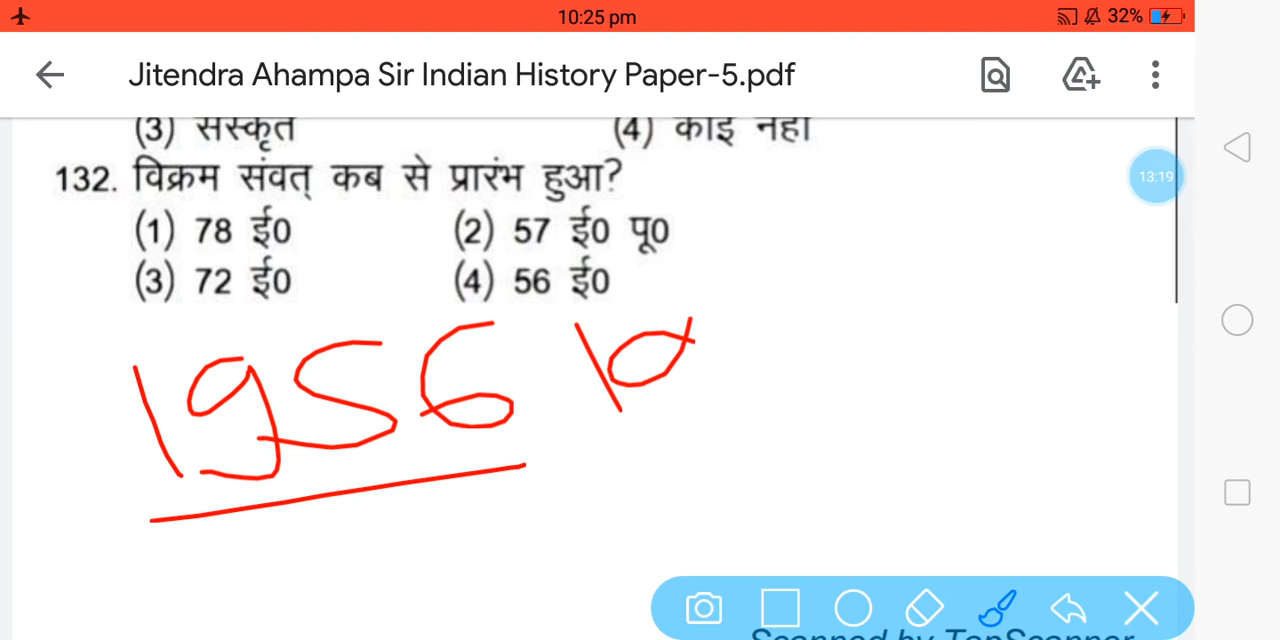 10:25 pm 32%
Jitendra Ahampa Sir Indian History Paper-5.pdf
(3) संस्कृत (4) कोई नहीं
132. विक्रम संवत् कब से प्रारंभ हुआ?
13:19
(1) 78 ई0 (2) 57 ई0 पू0
(3) 72 ई0 (4) 56 ई0
1956
Scanned by TapScanner